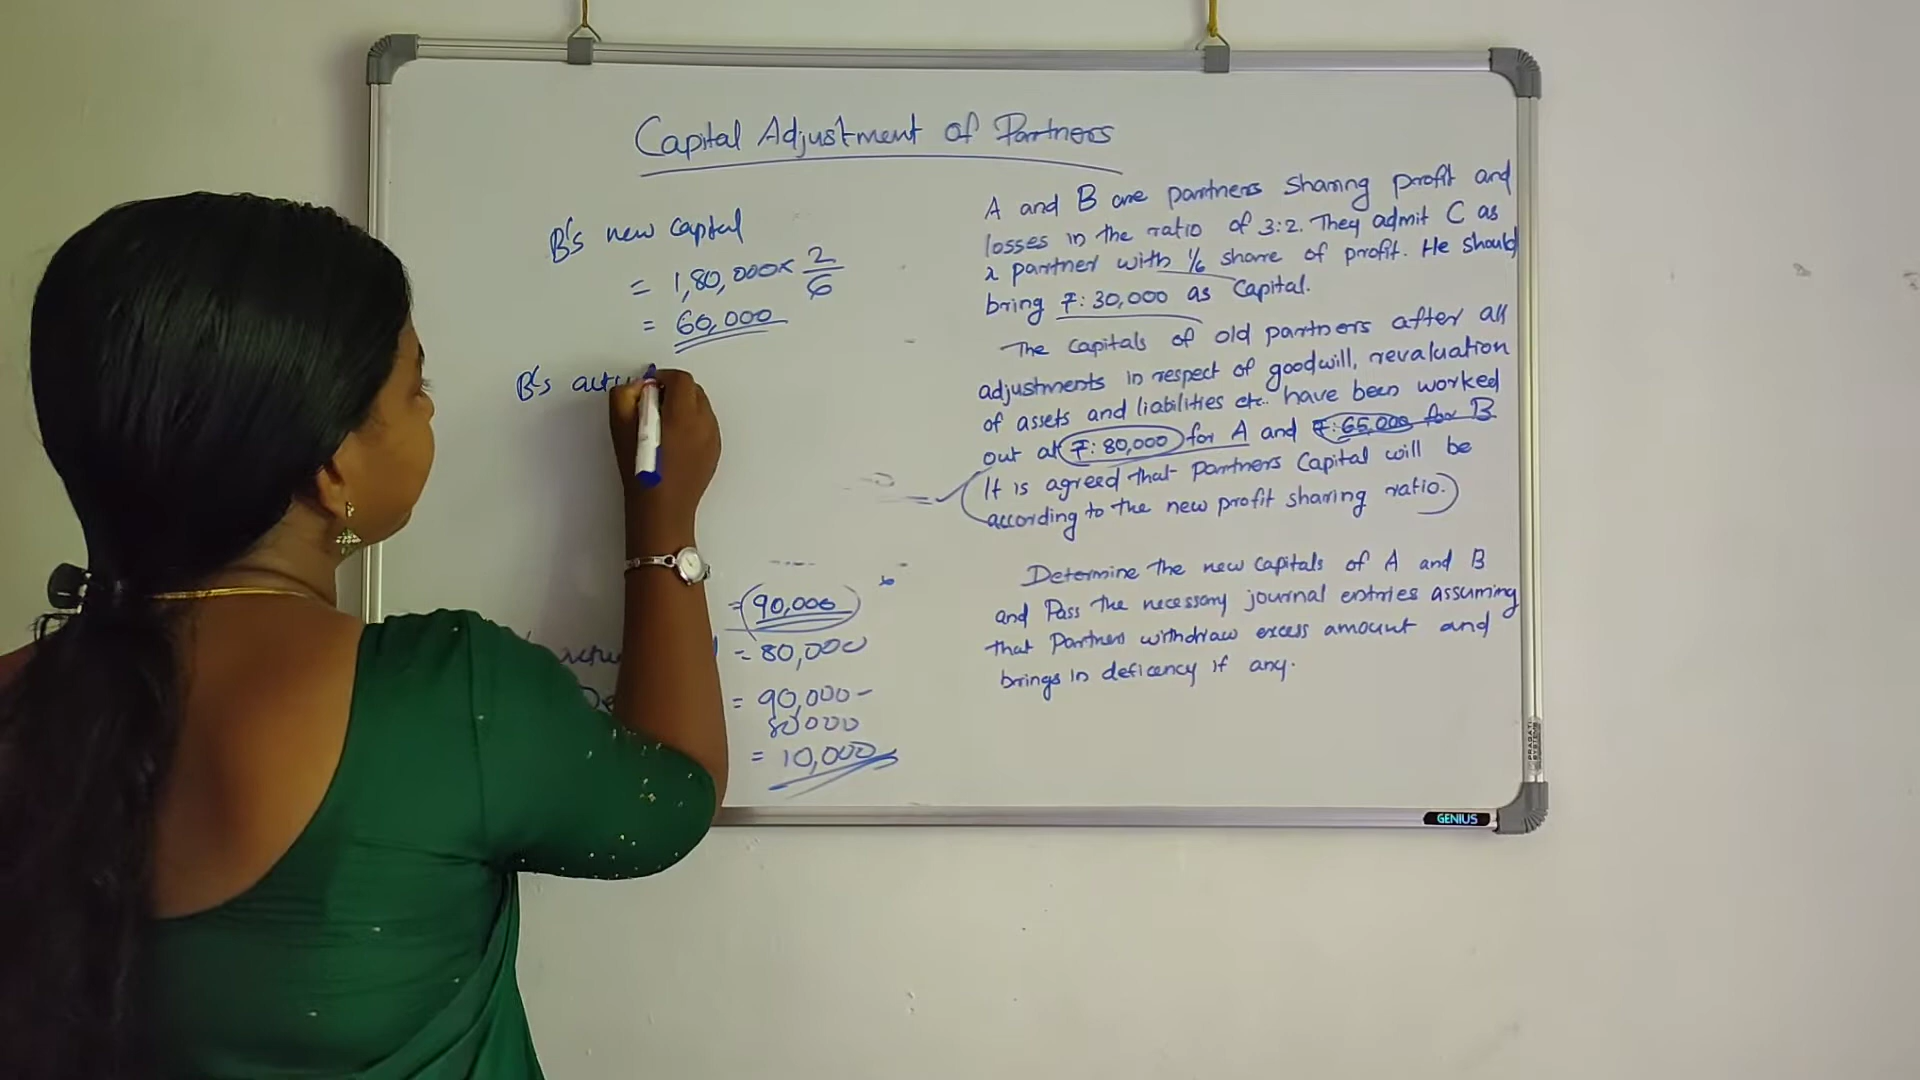 Capital Adjustment of Partners
B's new capital
= 1,80,000 × 2/6
= 60,000
B's
= 90,000
= 80,000
= 90,000 -
80000
= 10,000
A and B are partners sharing profit and
losses in the ratio of 3:2. They admit C as
a partner with 1/6 share of profit. He should
bring ₹: 30,000 as capital.
The capitals of old partners after all
adjustments in respect of goodwill, revaluation
of assets and liabilities etc.. have been worked
out at ₹: 80,000 for A and ₹: 65,000 for B
It is agreed that partners capital will be
according to the new profit sharing ratio.
Determine the new capitals of A and B
and Pass the necessary journal entries assuming
that Partners withdraw excess amount and
brings in deficency if any.
PRAGATI SYSTEMS
GENIUS